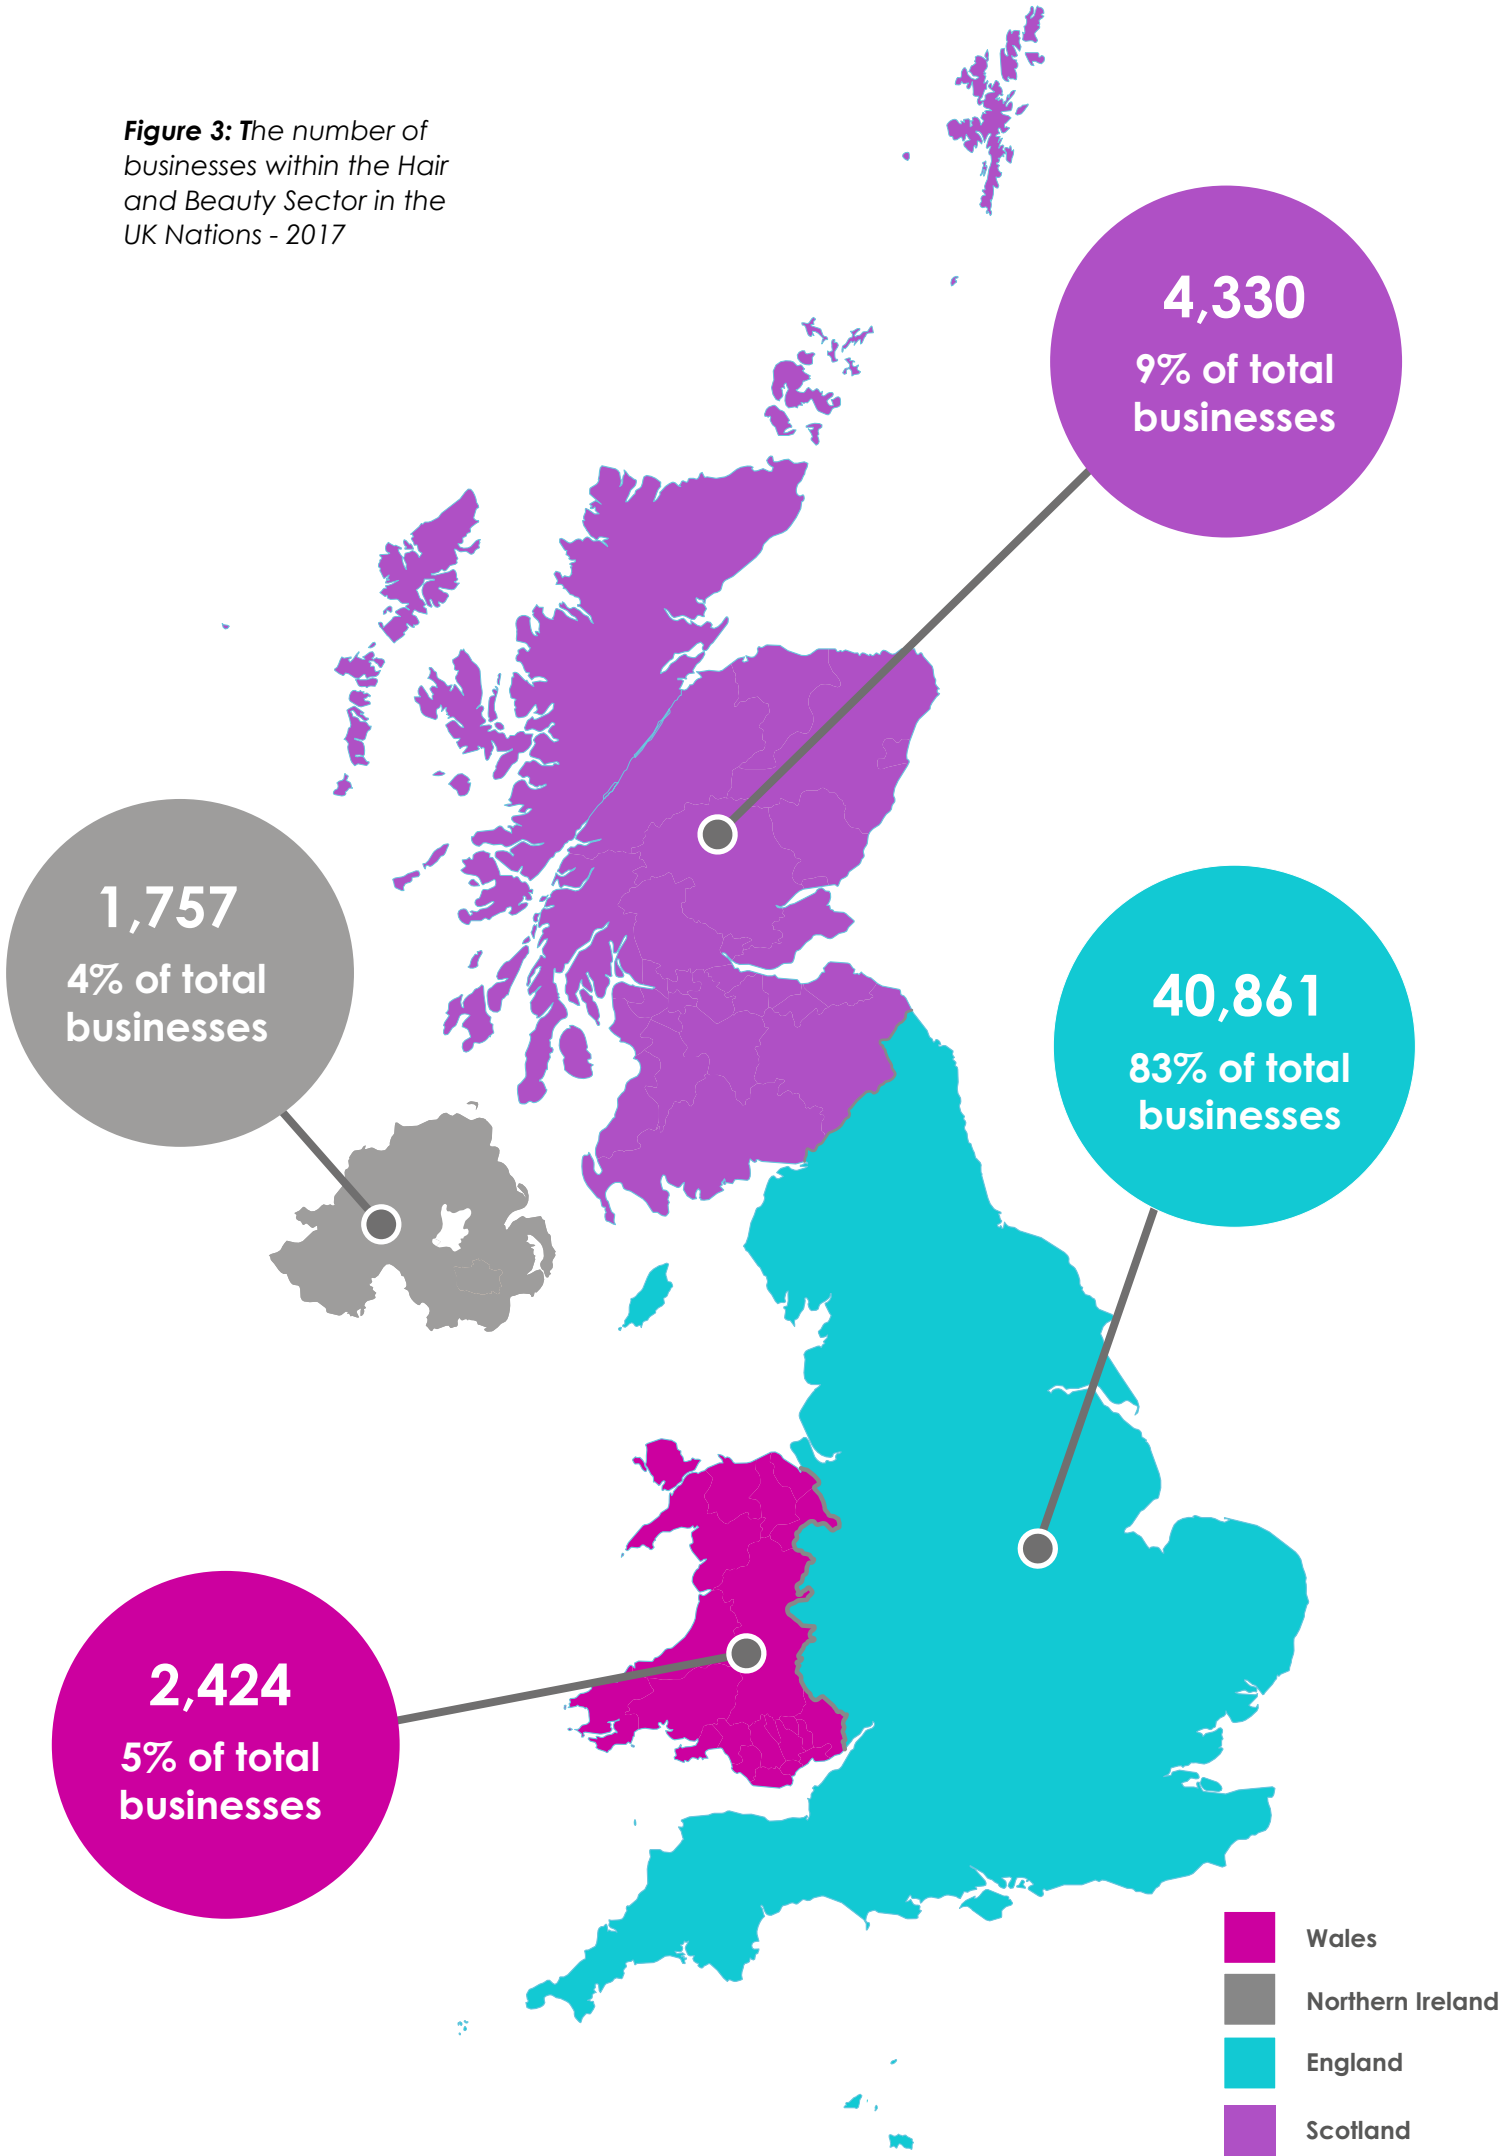 Figure 3: The number of
businesses within the Hair
and Beauty Sector in the
UK Nations - 2017
4,330
9% of total
businesses
1,757
4% of total
businesses
40,861
83% of total
businesses
2,424
5% of total
businesses
Wales
Northern Ireland
England
Scotland